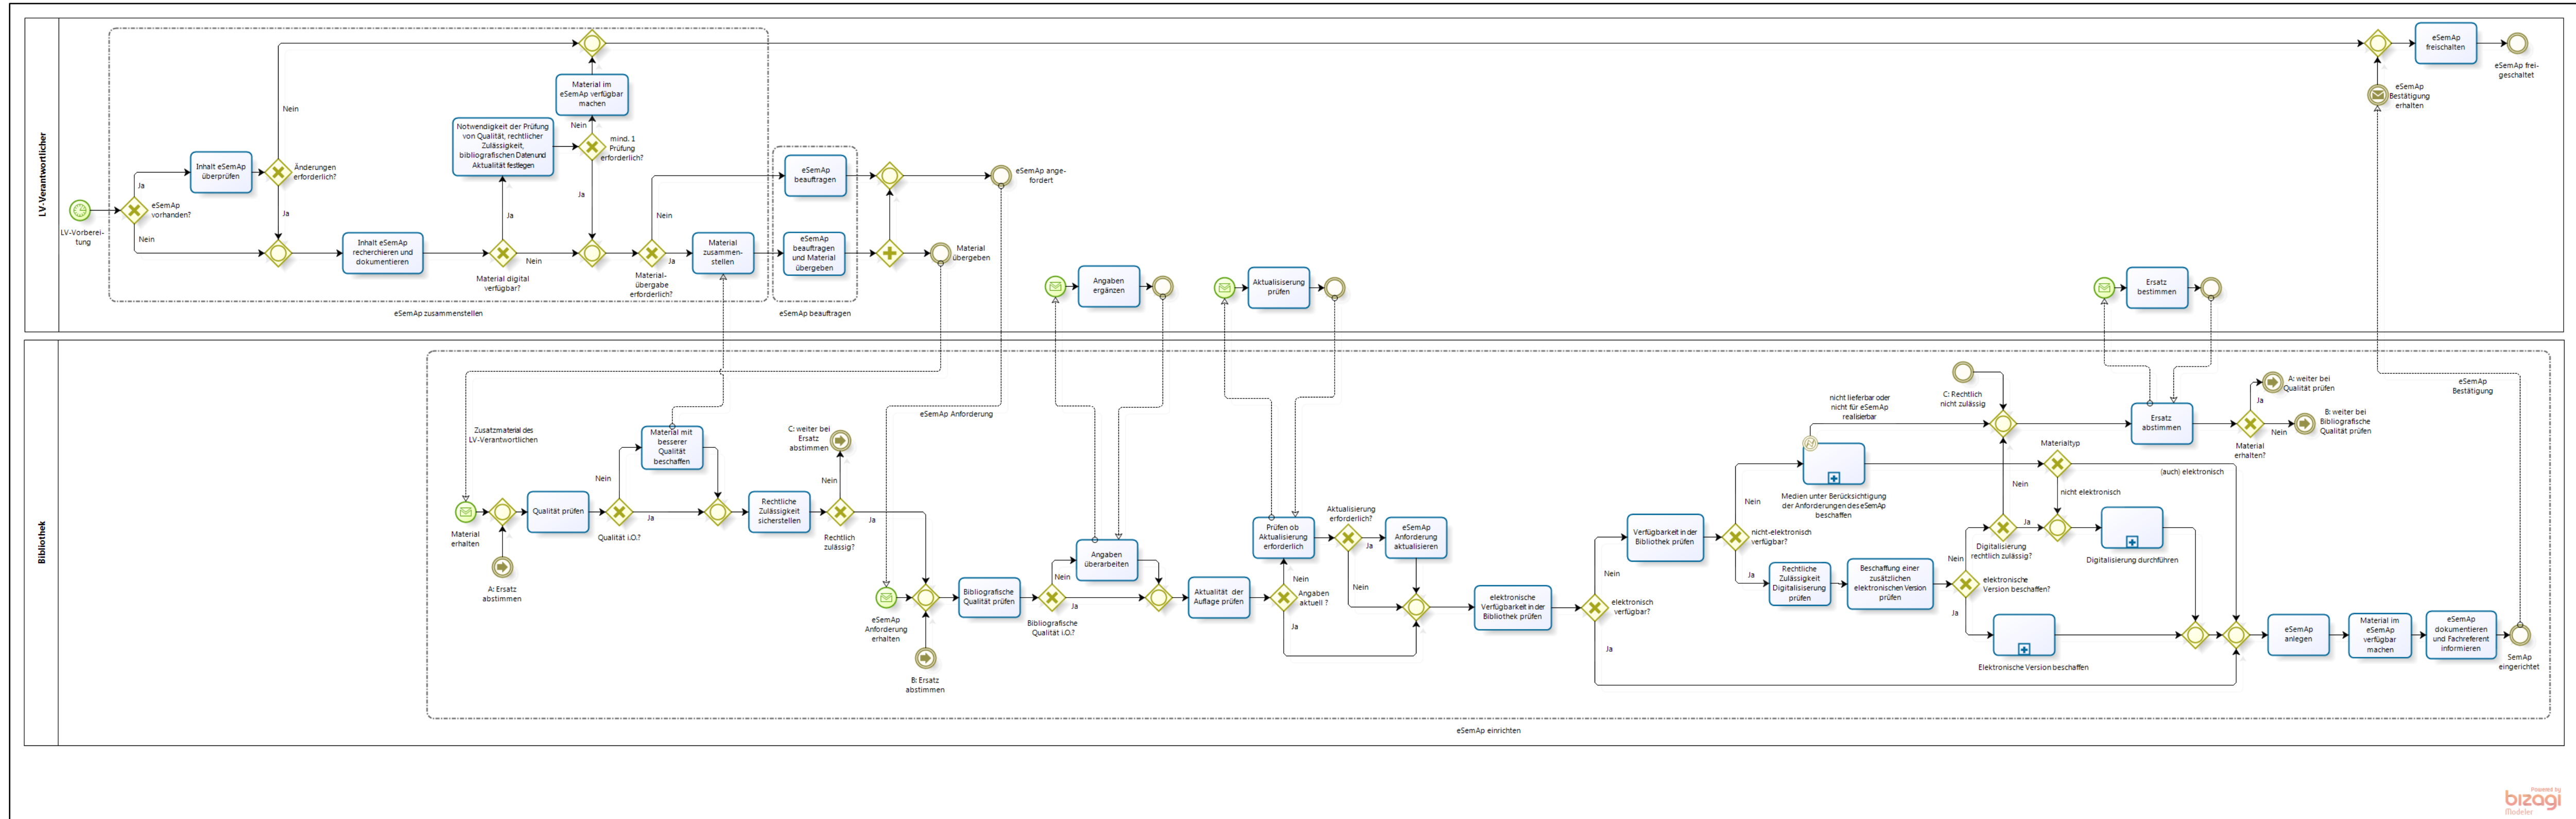 LV-Verantwortlicher
LV-Vorberei-
tung
eSemAp
vorhanden?
Ja
Nein
Inhalt eSemAp
überprüfen
Änderungen
erforderlich?
Nein
Ja
Inhalt eSemAp
recherchieren und
dokumentieren
Material digital
verfügbar?
Ja
Nein
Notwendigkeit der Prüfung
von Qualität, rechtlicher
Zulässigkeit,
bibliografischen Daten und
Aktualität festlegen
mind. 1
Prüfung
erforderlich?
Nein
Ja
Material im
eSemAp verfügbar
machen
Material-
übergabe
erforderlich?
Nein
Ja
Material
zusammen-
stellen
eSemAp zusammenstellen
eSemAp
beauftragen
eSemAp
beauftragen
und Material
übergeben
eSemAp beauftragen
eSemAp ange-
fordert
Material
übergeben
Angaben
ergänzen
Aktualisiserung
prüfen
Ersatz
bestimmen
eSemAp
Bestätigung
erhalten
eSemAp
freischalten
eSemAp frei-
geschaltet
Bibliothek
Zusatzmaterial des
LV-Verantwortlichen
Material
erhalten
A: Ersatz
abstimmen
Qualität prüfen
Qualität i.O.?
Nein
Ja
Material mit
besserer
Qualität
beschaffen
Rechtliche
Zulässigkeit
sicherstellen
Rechtlich
zulässig?
Nein
Ja
C: weiter bei
Ersatz
abstimmen
eSemAp Anforderung
eSemAp
Anforderung
erhalten
B: Ersatz
abstimmen
Bibliografische
Qualität prüfen
Bibliografische
Qualität i.O.?
Nein
Ja
Angaben
überarbeiten
Aktualität der
Auflage prüfen
Angaben
aktuell ?
Nein
Ja
Prüfen ob
Aktualisierung
erforderlich
Aktualisierung
erforderlich?
Ja
Nein
eSemAp
Anforderung
aktualisieren
elektronische
Verfügbarkeit in der
Bibliothek prüfen
elektronisch
verfügbar?
Nein
Ja
Verfügbarkeit in der
Bibliothek prüfen
nicht-elektronisch
verfügbar?
Nein
Ja
nicht lieferbar oder
nicht für eSemAp
realisierbar
Medien unter Berücksichtigung
der Anforderungen des eSemAp
beschaffen
Rechtliche
Zulässigkeit
Digitalisierung
prüfen
Beschaffung einer
zusätzlichen
elektronischen Version
prüfen
elektronische
Version beschaffen?
Nein
Ja
C: Rechtlich
nicht zulässig
Digitalisierung
rechtlich zulässig?
Nein
Ja
Materialtyp
(auch) elektronisch
nicht elektronisch
Digitalisierung durchführen
Elektronische Version beschaffen
Ersatz
abstimmen
Material
erhalten?
Ja
Nein
A: weiter bei
Qualität prüfen
B: weiter bei
Bibliografische
Qualität prüfen
eSemAp
Bestätigung
eSemAp
anlegen
Material im
eSemAp
verfügbar
machen
eSemAp
dokumentieren
und Fachreferent
informieren
SemAp
eingerichtet
eSemAp einrichten
Powered by
bizagi
Modeler